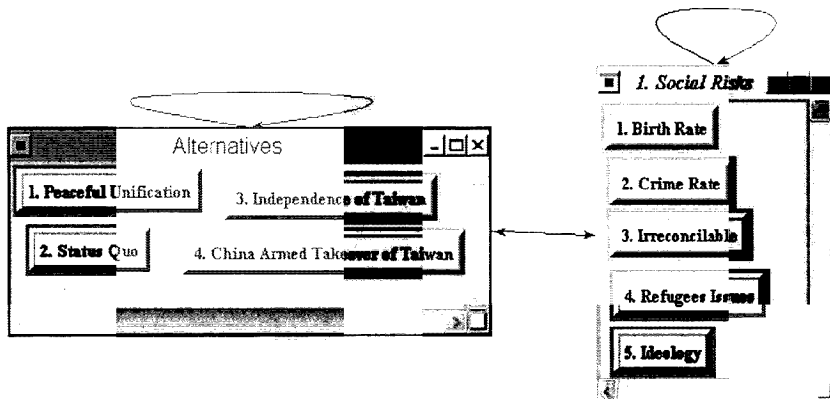 Alternatives
1. Peaceful Unification
3. Independence of Taiwan
2. Status Quo
4. China Armed Takeover of Taiwan
1. Social Risks
1. Birth Rate
2. Crime Rate
3. Irreconcilable
4. Refugees Issues
5. Ideology